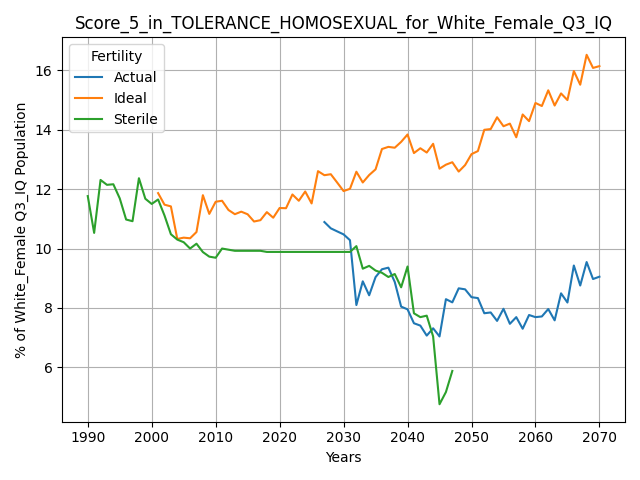 Score_5_in_TOLERANCE_HOMOSEXUAL_for_White_Female_Q3_IQ
Fertility
Actual
Ideal
Sterile
% of White_Female Q3_IQ Population
16
14
12
10
8
6
1990 2000 2010 2020 2030 2040 2050 2060 2070
Years